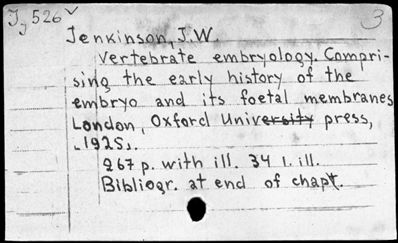 J, 526 ✓ 3
Jenkinson, J.W.
Vertebrate embryology. Compri-
sing the early history of the
embryo and its foetal membranes
London, Oxford University press,
1925.
267 p. with ill. 34 l. ill.
Bibliogr. at end of chapt.